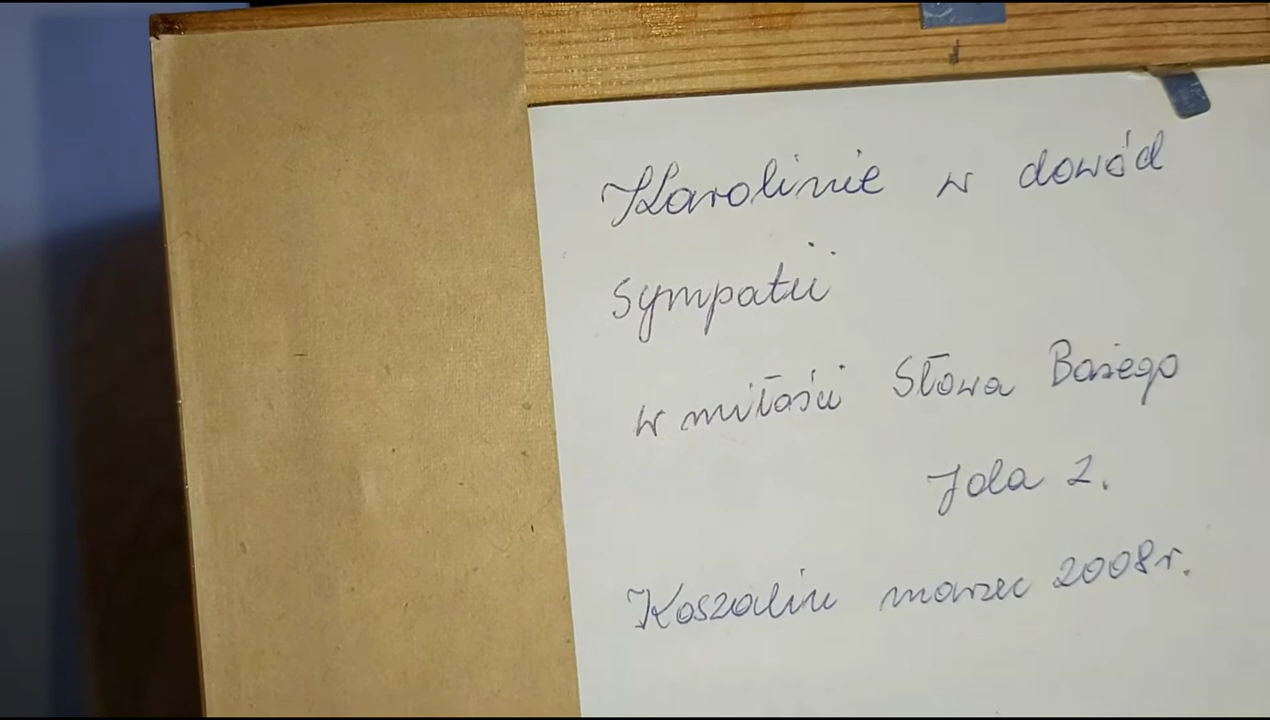 Karolinie w dowód
sympatii
w miłości Słowa Bożego
Jola Z.
Koszalin marzec 2008r.